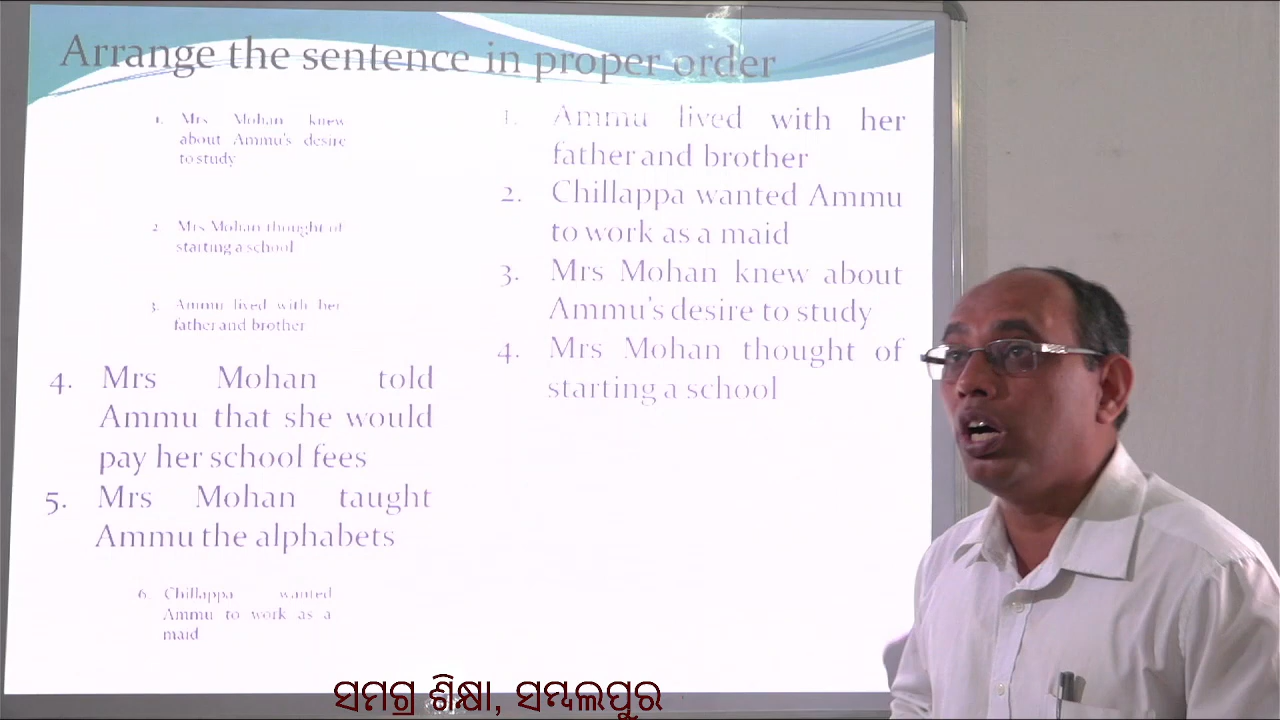 Arrange the sentence in proper order
1. Mrs Mohan knew
about Ammu's desire
to study
2. Mrs Mohan thought of
starting a school
3. Ammu lived with her
father and brother
4. Mrs Mohan told
Ammu that she would
pay her school fees
5. Mrs Mohan taught
Ammu the alphabets
6. Chillappa wanted
Ammu to work as a
maid
1. Ammu lived with her
father and brother
2. Chillappa wanted Ammu
to work as a maid
3. Mrs Mohan knew about
Ammu's desire to study
4. Mrs Mohan thought of
starting a school
ସମଗ୍ର ଶିକ୍ଷା, ସମ୍ବଲପୁର